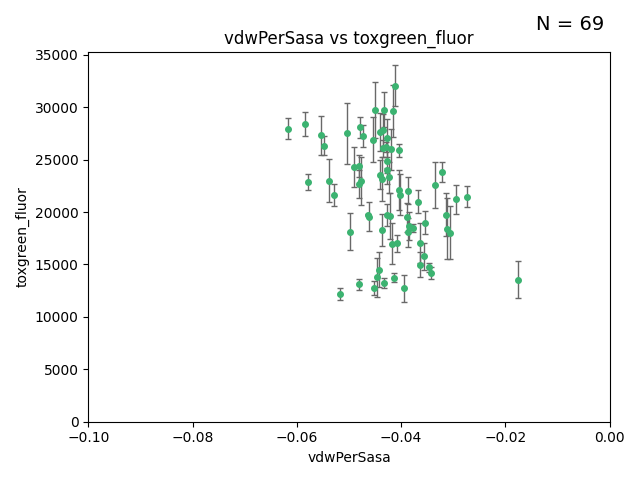 N = 69
vdwPerSasa vs toxgreen_fluor
35000
30000
25000
20000
15000
10000
5000
0
toxgreen_fluor
−0.10 −0.08 −0.06 −0.04 −0.02 0.00
vdwPerSasa